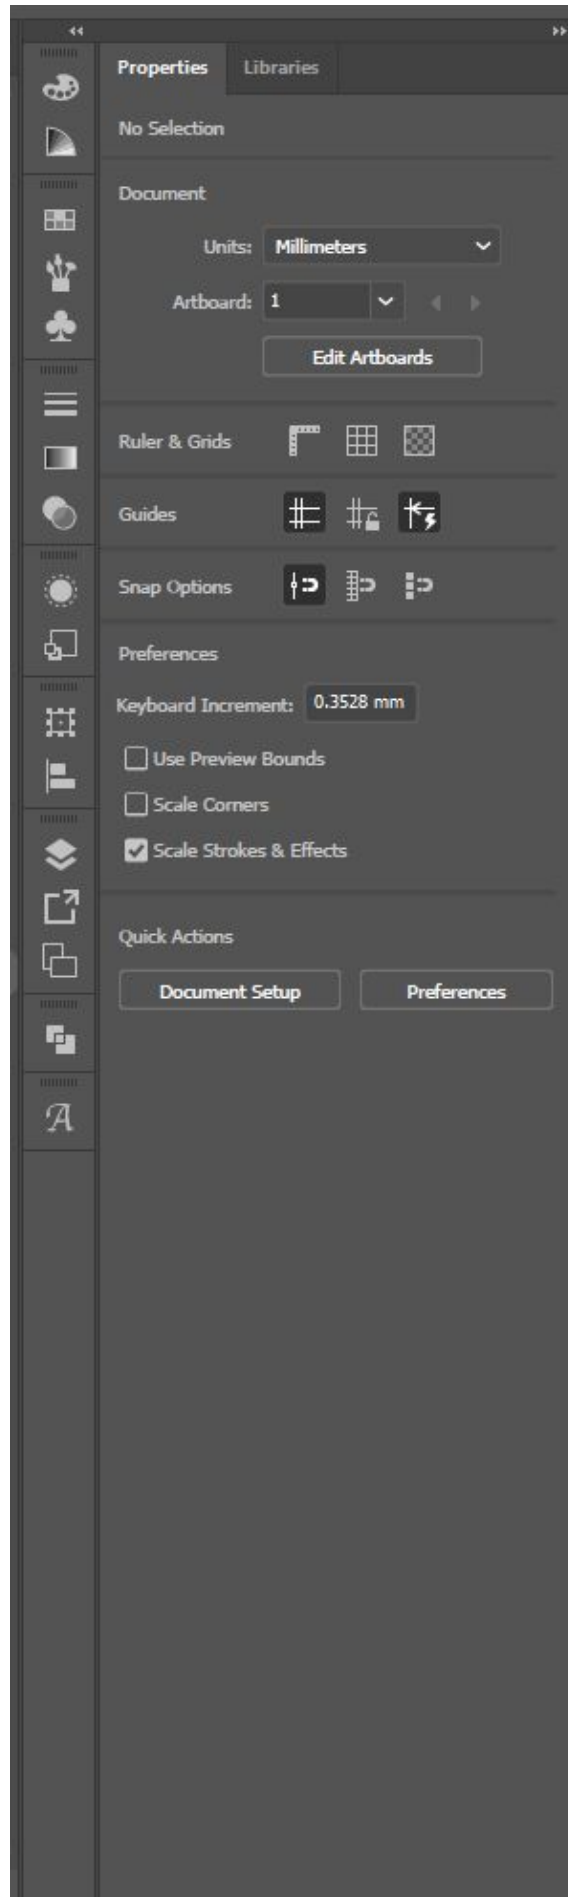 Properties Libraries
No Selection
Document
Units: Millimeters
Artboard: 1
Edit Artboards
Ruler & Grids
Guides
Snap Options
Preferences
Keyboard Increment: 0.3528 mm
Use Preview Bounds
Scale Corners
Scale Strokes & Effects
Quick Actions
Document Setup Preferences